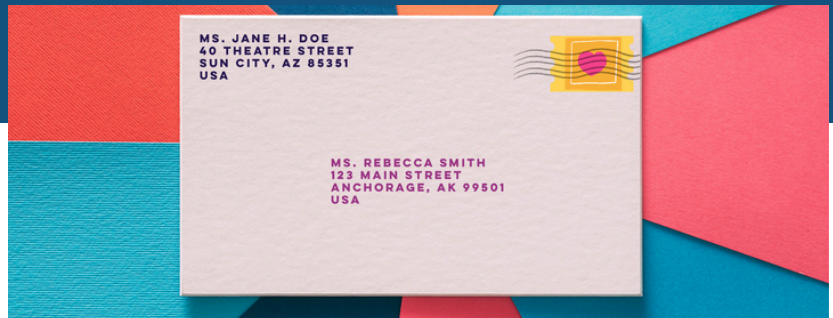 MS. JANE H. DOE
40 THEATRE STREET
SUN CITY, AZ 85351
USA
MS. REBECCA SMITH
123 MAIN STREET
ANCHORAGE, AK 99501
USA